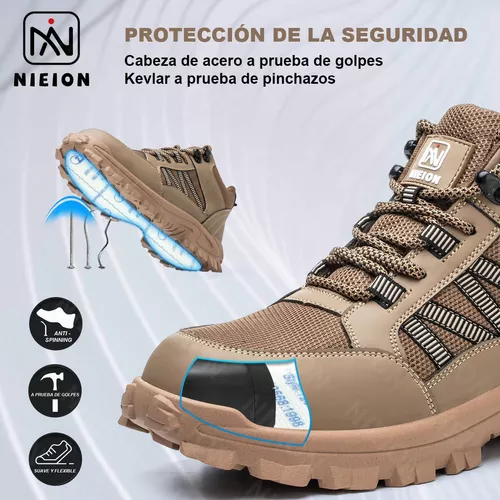 NIEION
PROTECCIÓN DE LA SEGURIDAD
Cabeza de acero a prueba de golpes
Kevlar a prueba de pinchazos
NIEION
ANTI-
SPINNING
A PRUEBA DE GOLPES
SUAVE Y FLEXIBLE